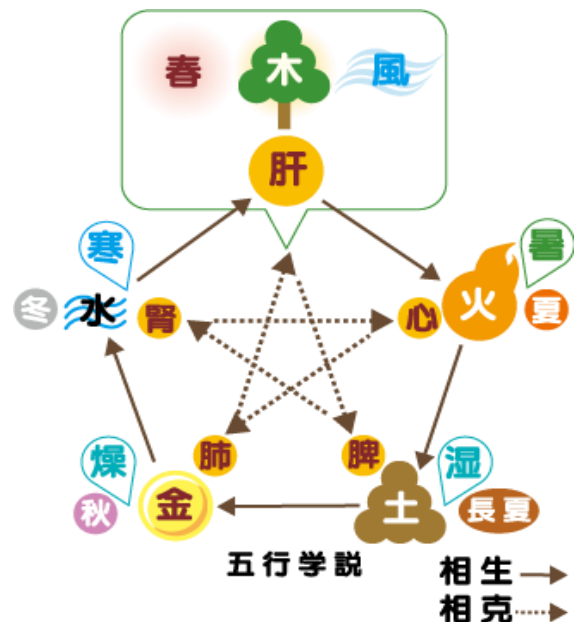 春 木 風
肝
寒 暑
冬 水 腎 心 火 夏
肺 脾
燥 湿
秋 金 土 長夏
五行学説
相生
相克